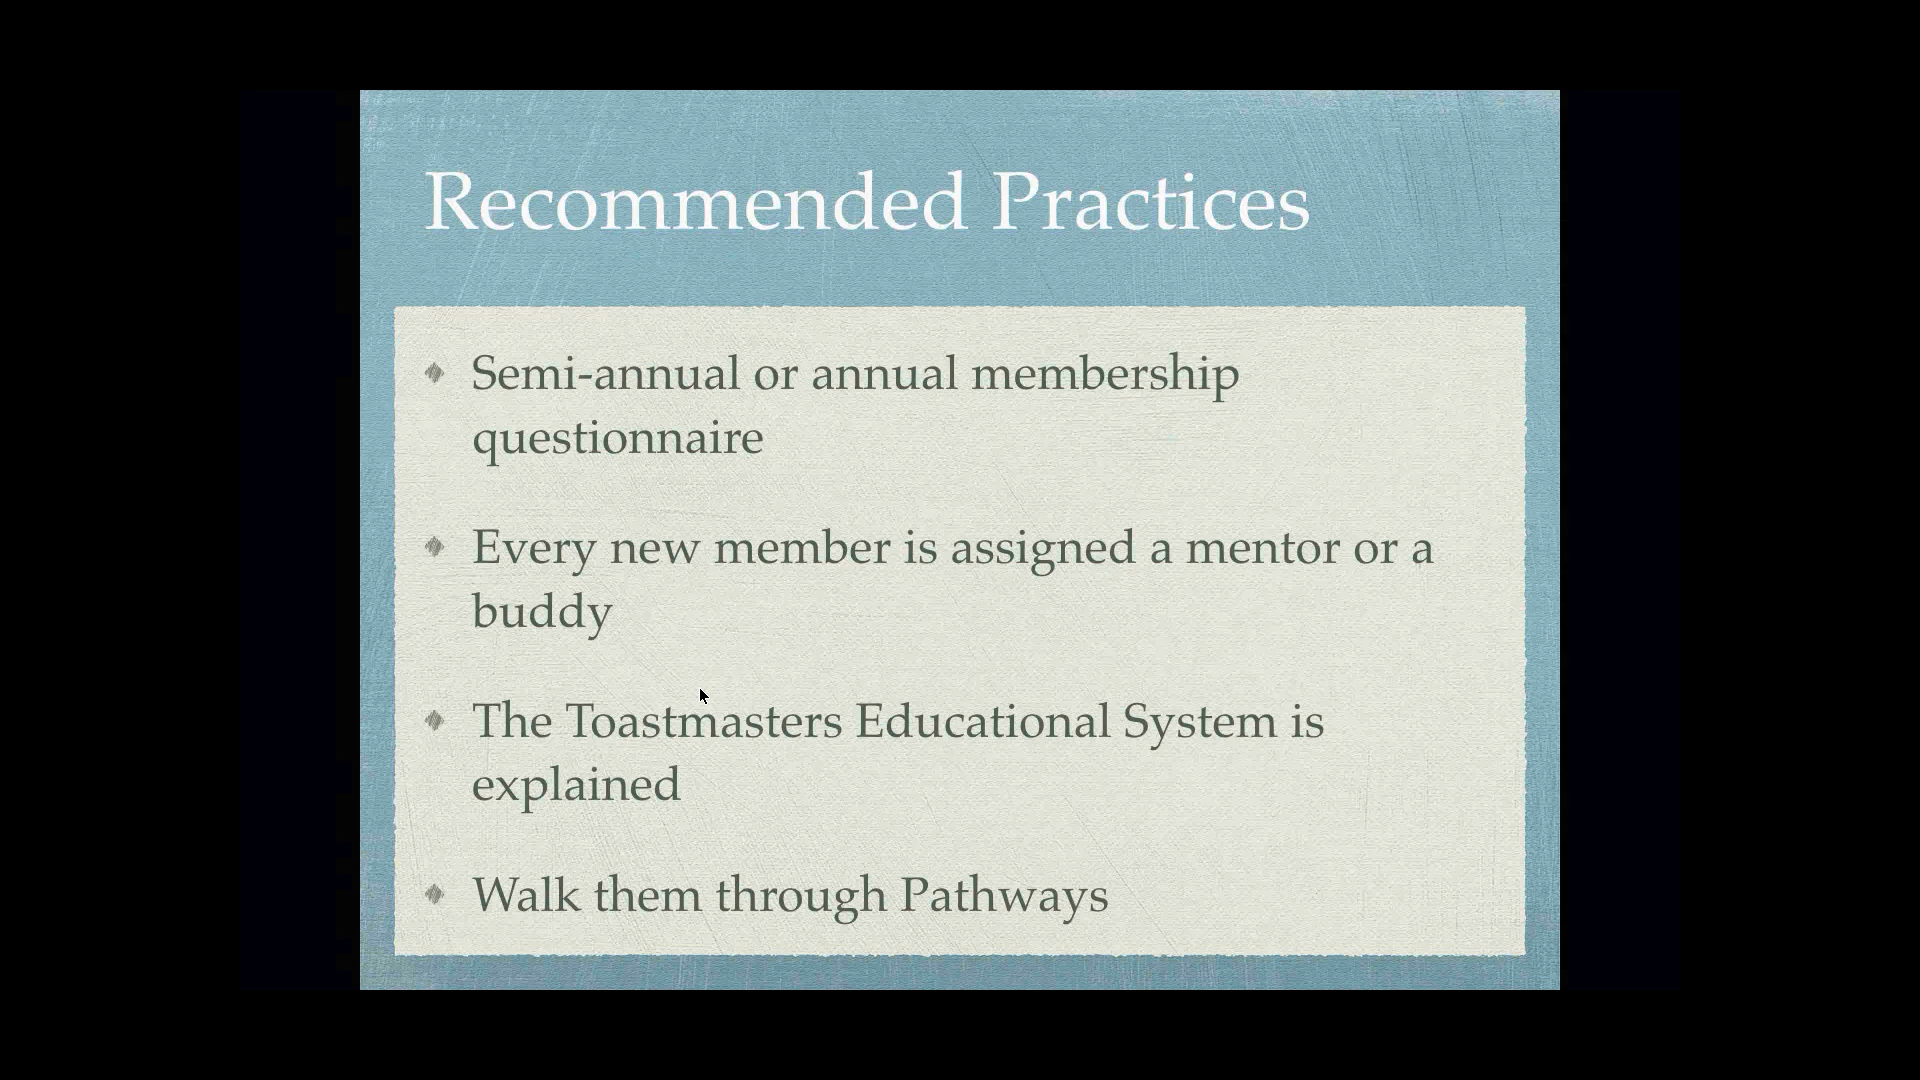 Recommended Practices
Semi-annual or annual membership
questionnaire
Every new member is assigned a mentor or a
buddy
The Toastmasters Educational System is
explained
Walk them through Pathways